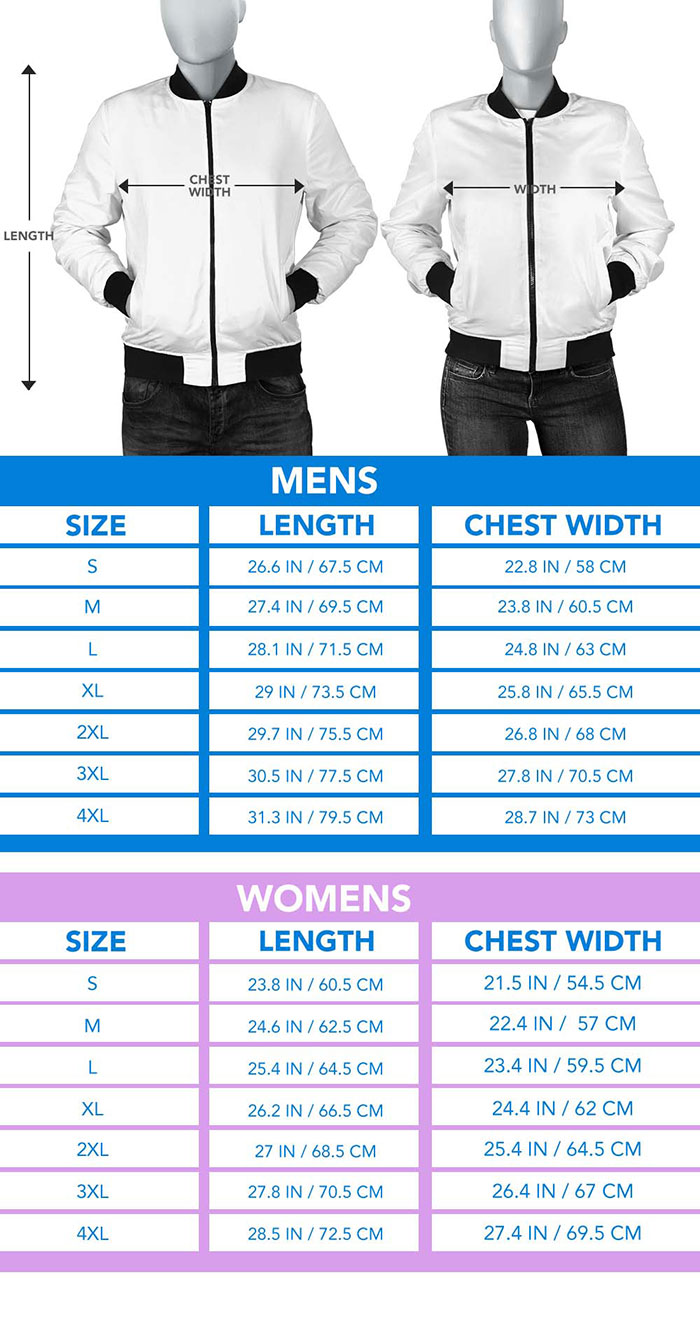 CHEST
WIDTH
WIDTH
LENGTH
MENS
SIZE LENGTH CHEST WIDTH
S 26.6 IN / 67.5 CM 22.8 IN / 58 CM
M 27.4 IN / 69.5 CM 23.8 IN / 60.5 CM
L 28.1 IN / 71.5 CM 24.8 IN / 63 CM
XL 29 IN / 73.5 CM 25.8 IN / 65.5 CM
2XL 29.7 IN / 75.5 CM 26.8 IN / 68 CM
3XL 30.5 IN / 77.5 CM 27.8 IN / 70.5 CM
4XL 31.3 IN / 79.5 CM 28.7 IN / 73 CM
WOMENS
SIZE LENGTH CHEST WIDTH
S 23.8 IN / 60.5 CM 21.5 IN / 54.5 CM
M 24.6 IN / 62.5 CM 22.4 IN / 57 CM
L 25.4 IN / 64.5 CM 23.4 IN / 59.5 CM
XL 26.2 IN / 66.5 CM 24.4 IN / 62 CM
2XL 27 IN / 68.5 CM 25.4 IN / 64.5 CM
3XL 27.8 IN / 70.5 CM 26.4 IN / 67 CM
4XL 28.5 IN / 72.5 CM 27.4 IN / 69.5 CM